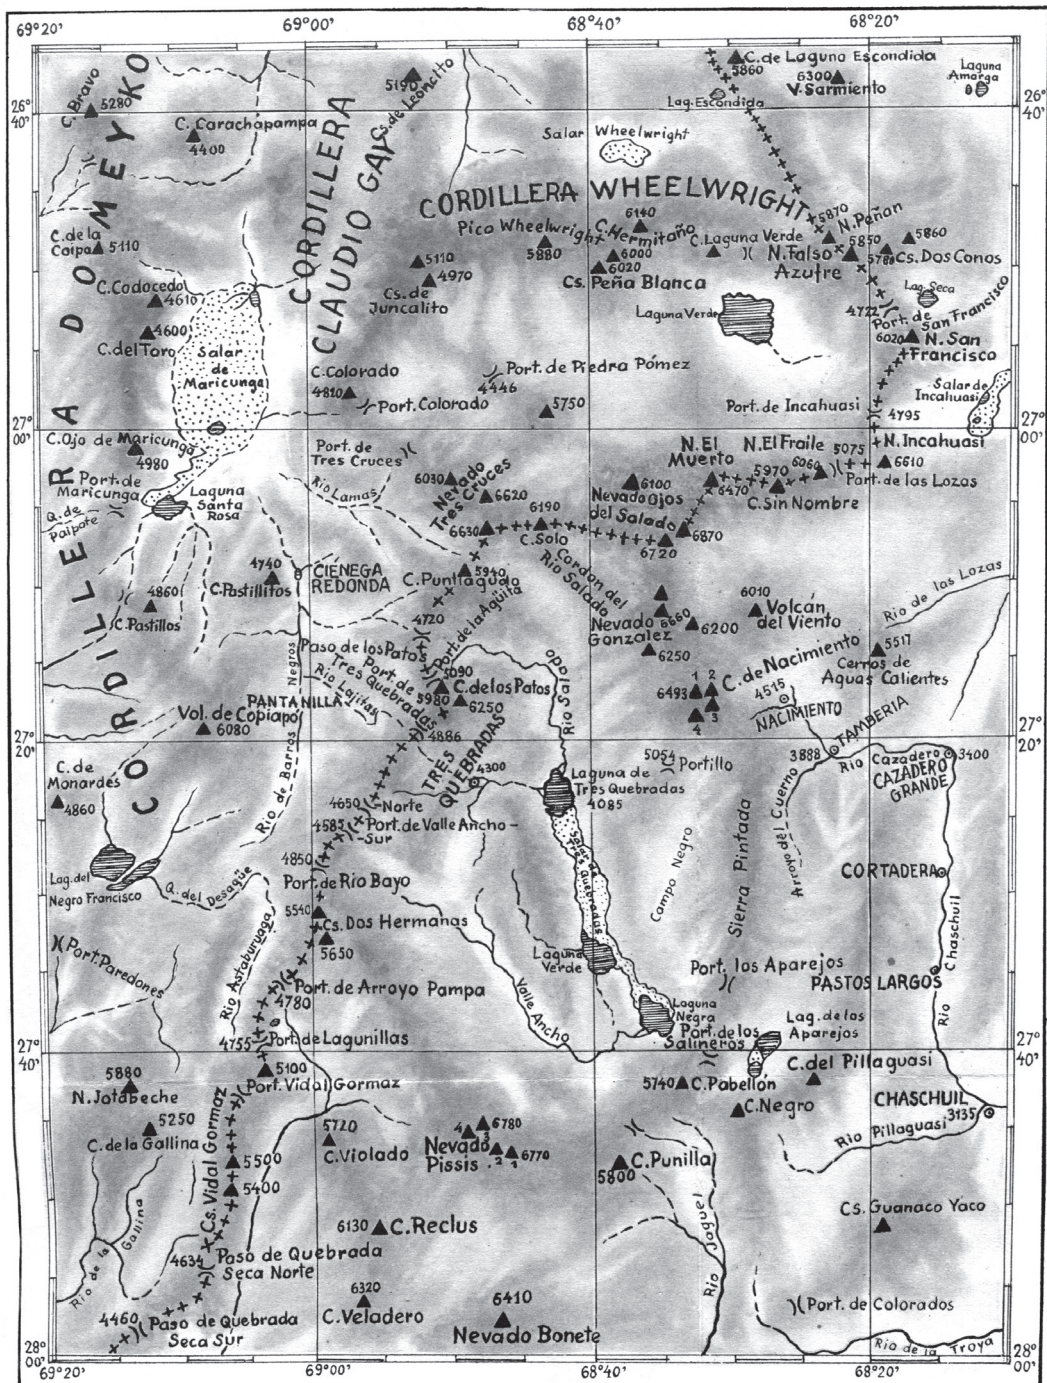 69°20'
69°00'
68°40'
68°20'
26°
40'
C. Bravo
5280
C. Carachapampa
4400
5190
Cs. de Leoncito
CORDILLERA
CLAUDIO GAY
5860
C. de Laguna Escondida
6300
V. Sarmiento
Laguna
Amarga
Lag. Escondida
Salar Wheelwright
CORDILLERA WHEELWRIGHT
CORDILLERA DOMEYKO
C. de la
Coipa
5110
C. Codocedo
4610
4600
C. del Toro
Salar
de
Maricunga
5110
4970
Cs. de
Juncalito
Pico Wheelwright
5880
6140
C. Hermitaño
6000
6020
Cs. Peña Blanca
C. Laguna Verde
5870
N. Peñan
5850
N. Falso
Azufre
5780
5860
Cs. Dos Conos
Laguna Verde
Lag. Seca
4722
Port. de
San Francisco
6020
N. San
Francisco
C. Colorado
4810
Port. Colorado
Port. de Piedra Pómez
4446
5750
Port. de Incahuasi
4795
Salar de
Incahuasi
27°
00'
27°
00'
C. Ojo de Maricunga
4980
Port. de
Maricunga
Q. de
Paipote
Laguna
Santa
Rosa
Port. de
Tres Cruces
Rio Lamas
6030
Nevado
Tres Cruces
6620
6630
6190
C. Solo
6100
Nevado Ojos
del Salado
N. El
Muerto
6470
N. El Fraile
5970
6060
C. Sin Nombre
5075
Port. de las Lozas
N. Incahuasi
6610
6870
6720
4740
C. Pastillitos
CIÉNEGA
REDONDA
4860
C. Pastillos
C. Puntiagudo
5940
4720
Port. de la Agüita
Cordon del
Rio Salado
6660
Nevado
Gonzalez
6200
6250
6010
Volcán
del Viento
Rio de las Lozas
5517
Cerros de
Aguas Calientes
Paso de los Patos
Port. de
Tres Quebradas
5090
5980
C. de los Patos
6250
4886
Rio Lajitas
PANTANILLA
Rio de Barros Negros
Vol. de Copiapó
6080
Rio Salado
1
2
C. de Nacimiento
6493
3
4
4515
NACIMIENTO
TAMBERIA
3888
27°
20'
27°
20'
C. de
Monardes
4860
TRES
QUEBRADAS
4300
Laguna de
Tres Quebradas
4085
5054
Portillo
Rio Cazadero
3400
CAZADERO
GRANDE
4650
-Norte
4585
Port. de Valle Ancho-
-Sur
4850
Port. de Rio Bayo
Salar de
Tres Quebradas
Campo Negro
Sierra Pintada
Arroyo del Cuerno
CORTADERA
Lag. del
Negro Francisco
Q. del Desagüe
5540
Cs. Dos Hermanas
5650
Port. Paredones
Rio Astaburuaga
Laguna
Verde
Port. los Aparejos
PASTOS LARGOS
Rio Chaschuil
4780
Port. de Arroyo Pampa
Valle Ancho
Laguna
Negra
Port. de los
Salineros
Lag. de los
Aparejos
27°
40'
27°
40'
4755
Port. de Lagunillas
5100
Port. Vidal Gormaz
5880
N. Jotabeche
5740
C. Pabellón
C. Negro
C. del Pillaguasi
CHASCHUIL
3135
Rio Pillaguasi
5250
C. de la Gallina
Cs. Vidal Gormaz
5500
5400
5720
C. Violado
4
6780
3
Nevado
Pissis
2
1
6770
C. Punilla
5800
Rio Jaguel
Rio de la
Gallina
6130
C. Reclus
Cs. Guanaco Yaco
4634
Paso de Quebrada
Seca Norte
6320
C. Veladero
6410
Nevado Bonete
4460
Paso de Quebrada
Seca Sur
Port. de Colorados
Rio de la Troya
28°
00'
28°
00'
69°20'
69°00'
68°40'
68°20'